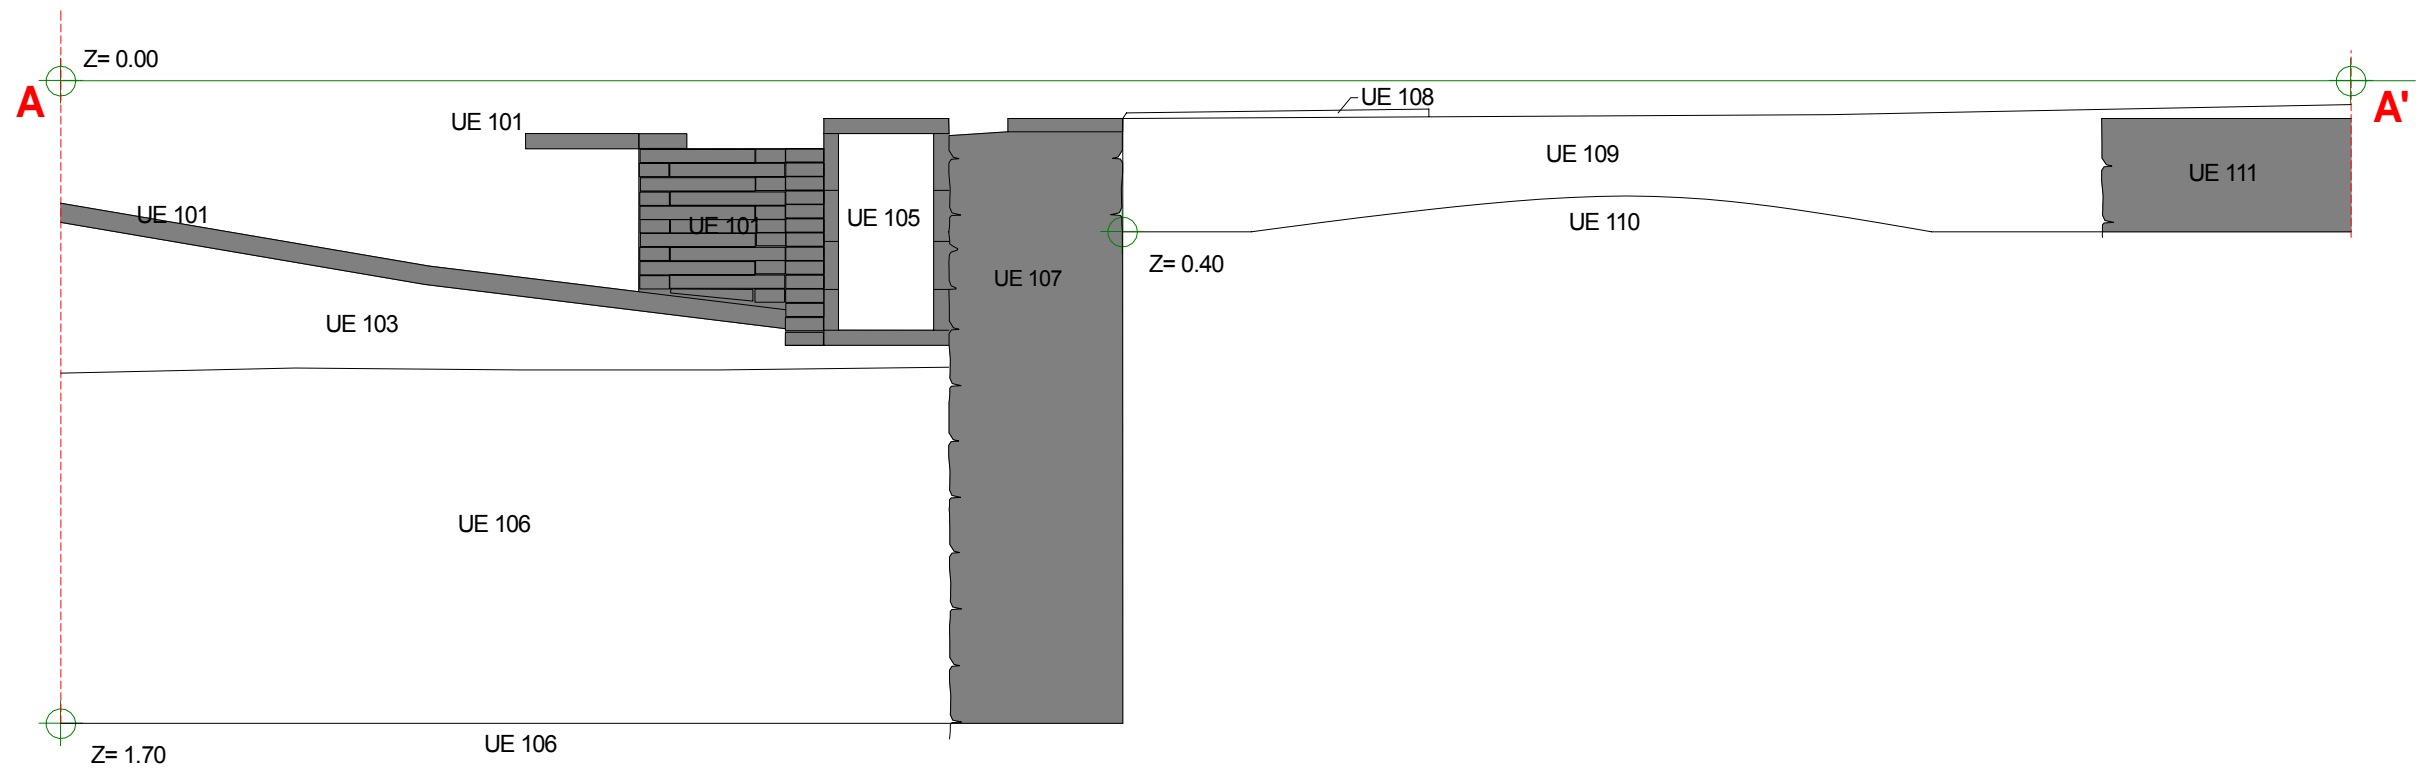 Z= 0.00
A
A'
UE 108
UE 101
UE 109
UE 111
UE 101
UE 101
UE 105
UE 110
Z= 0.40
UE 107
UE 103
UE 106
UE 106
Z= 1.70